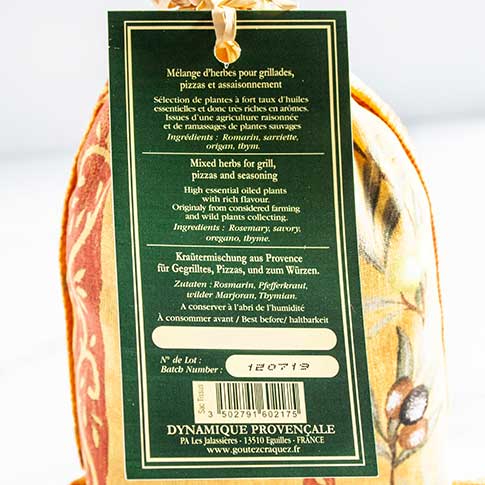 Mélange d'herbes pour grillades,
pizzas et assaisonnement
Sélection de plantes à fort taux d'huiles
essentielles et donc très riches en arômes.
Issues d'une agriculture raisonnée
et de ramassages de plantes sauvages
Ingrédients : Romarin, sarriette,
origan, thym.
Mixed herbs for grill,
pizzas and seasoning
High essential oiled plants
with rich flavour.
Originaly from considered farming
and wild plants collecting.
Ingredients : Rosemary, savory,
oregano, thyme.
Kraütermischung aus Provence
für Gegrilltes, Pizzas, und zum Würzen.
Zutaten : Rosmarin, Pfefferkraut,
wilder Marjoran, Thymian.
A conserver à l'abri de l'humidité
À consommer avant / Best before/ haltbarkeit
N° de Lot :
Batch Number :
120719
Sac Tissus
3 502791 602175
DYNAMIQUE PROVENÇALE
PA Les Jalassières - 13510 Eguilles - FRANCE
www.goutezcraquez.fr